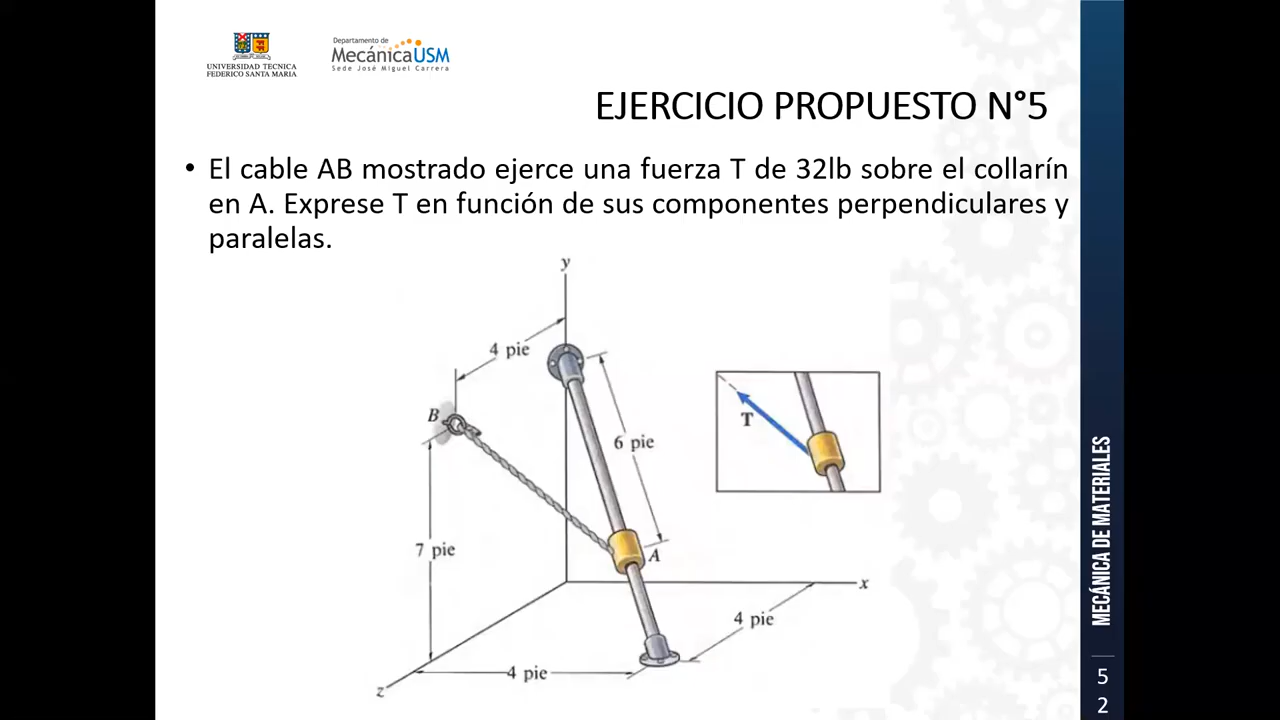 UNIVERSIDAD TECNICA
FEDERICO SANTA MARIA
Departamento de
MecánicaUSM
Sede José Miguel Carrera
EJERCICIO PROPUESTO N°5
• El cable AB mostrado ejerce una fuerza T de 32lb sobre el collarín
en A. Exprese T en función de sus componentes perpendiculares y
paralelas.
y
4 pie
B
6 pie
T
7 pie
A
x
4 pie
4 pie
z
MECÁNICA DE MATERIALES
5
2